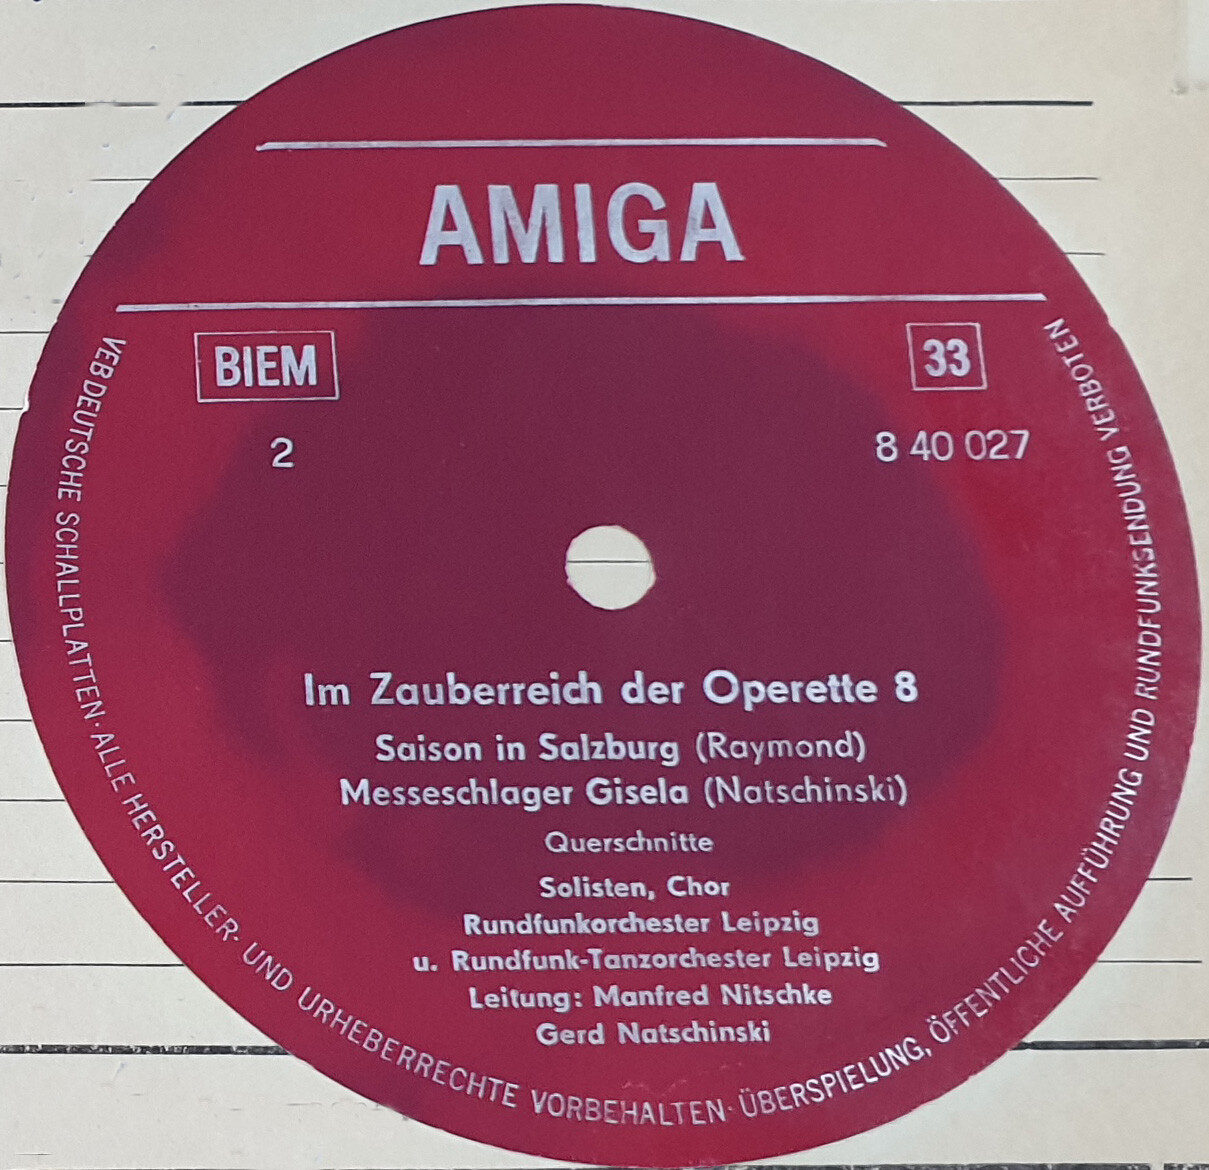 AMIGA
BIEM
33
2
8 40 027
Im Zauberreich der Operette 8
Saison in Salzburg (Raymond)
Messeschlager Gisela (Natschinski)
Querschnitte
Solisten, Chor
Rundfunkorchester Leipzig
u. Rundfunk-Tanzorchester Leipzig
Leitung: Manfred Nitschke
Gerd Natschinski
VEB DEUTSCHE SCHALLPLATTEN · ALLE HERSTELLER- UND URHEBERRECHTE VORBEHALTEN · ÜBERSPIELUNG, ÖFFENTLICHE AUFFÜHRUNG UND RUNDFUNKSENDUNG VERBOTEN